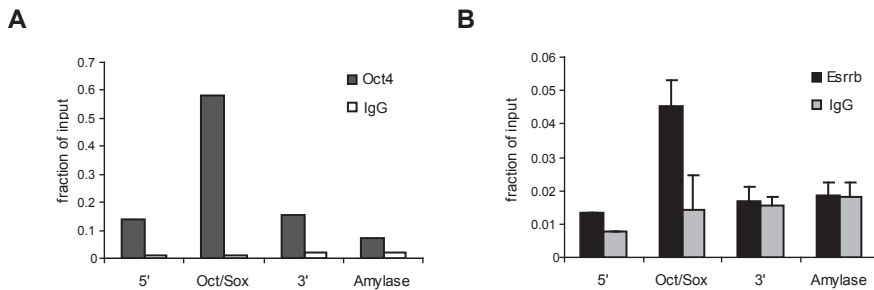 A
0.7
0.6
0.5
0.4
0.3
0.2
0.1
0
fraction of input
Oct4
IgG
5' Oct/Sox 3' Amylase
B
0.06
0.05
0.04
0.03
0.02
0.01
0
fraction of input
Esrrb
IgG
5' Oct/Sox 3' Amylase